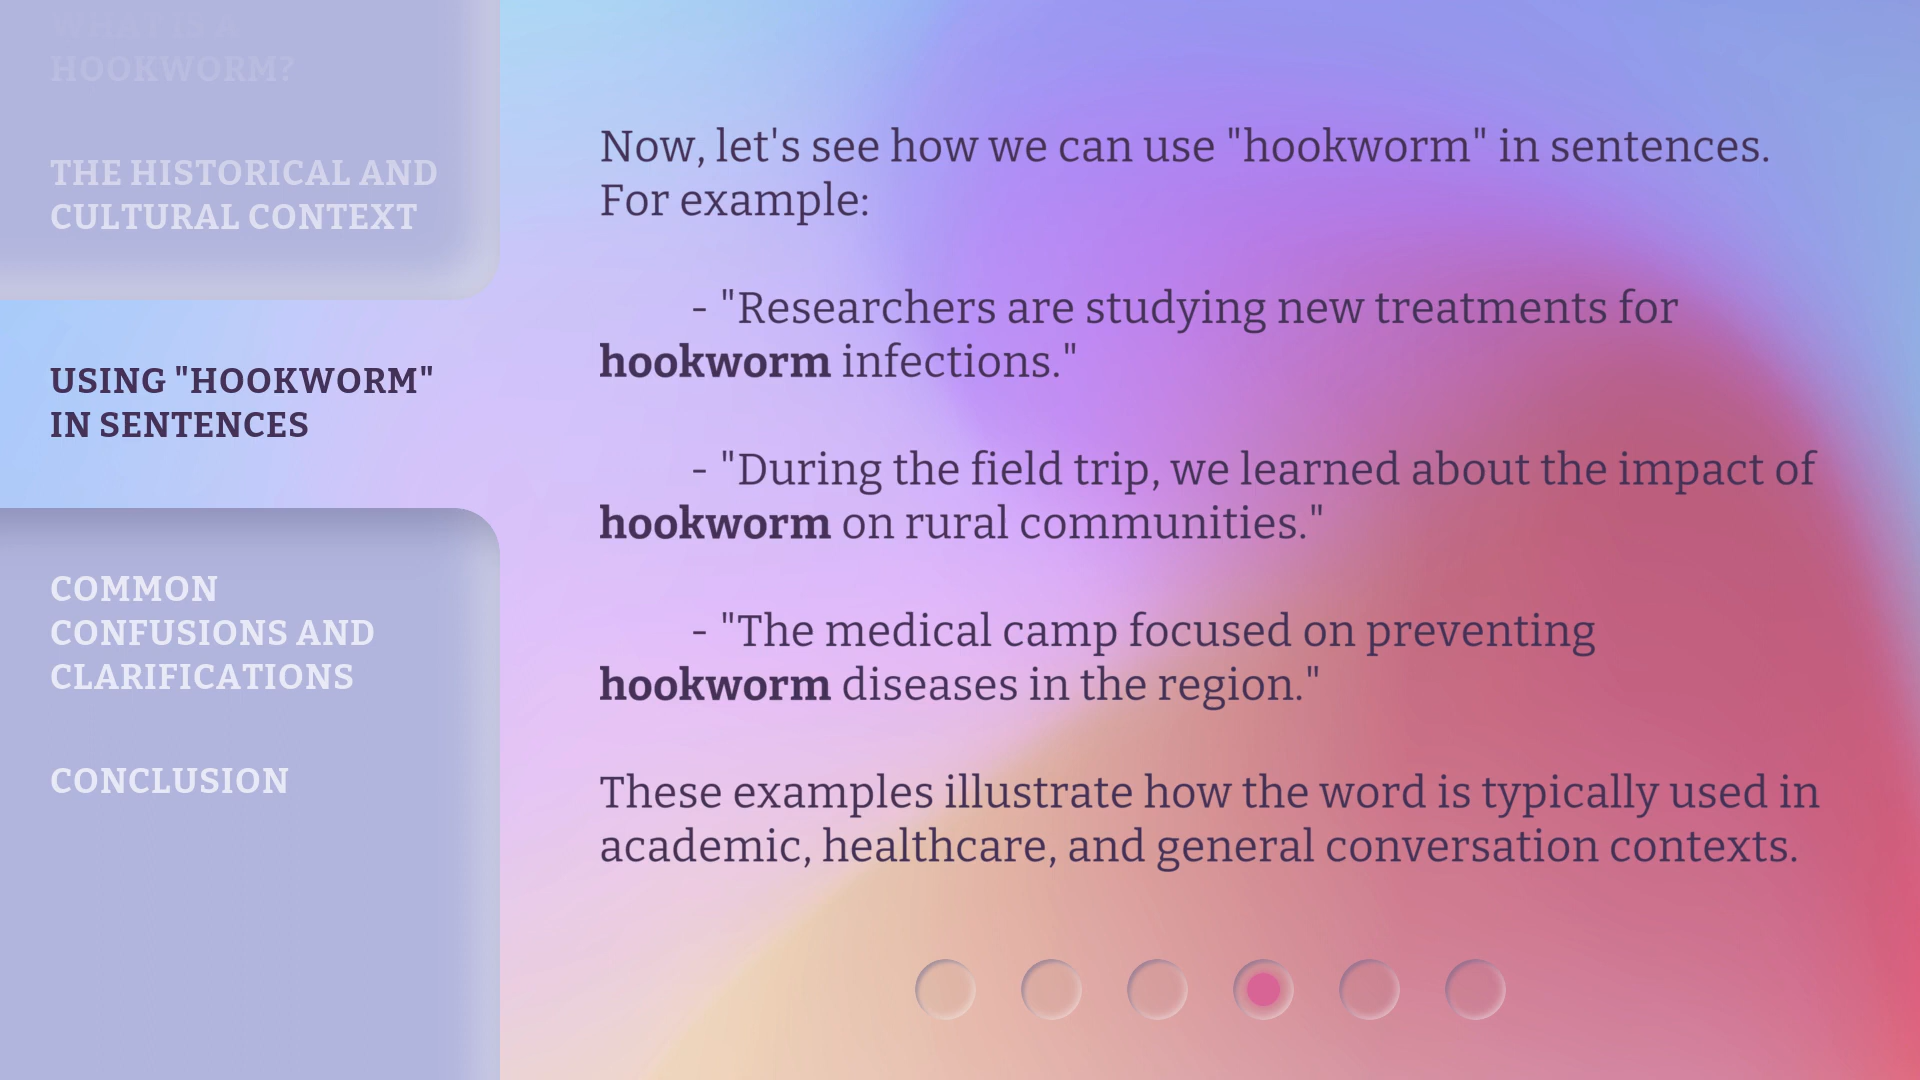 WHAT IS A
HOOKWORM?
THE HISTORICAL AND
CULTURAL CONTEXT
USING "HOOKWORM"
IN SENTENCES
COMMON
CONFUSIONS AND
CLARIFICATIONS
CONCLUSION
Now, let's see how we can use "hookworm" in sentences.
For example:
- "Researchers are studying new treatments for
hookworm infections."
- "During the field trip, we learned about the impact of
hookworm on rural communities."
- "The medical camp focused on preventing
hookworm diseases in the region."
These examples illustrate how the word is typically used in
academic, healthcare, and general conversation contexts.